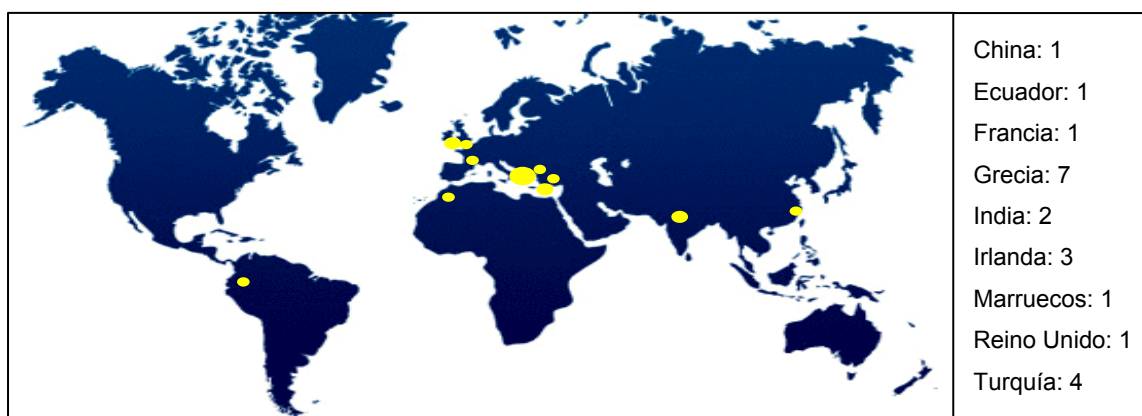 China: 1
Ecuador: 1
Francia: 1
Grecia: 7
India: 2
Irlanda: 3
Marruecos: 1
Reino Unido: 1
Turquía: 4